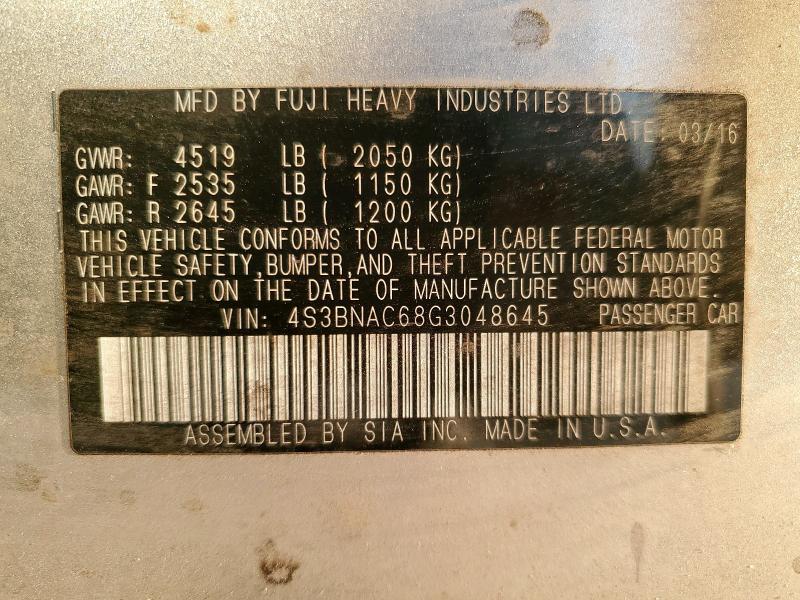 MFD BY FUJI HEAVY INDUSTRIES LTD.
DATE: 03/16
GVWR: 4519 LB ( 2050 KG)
GAWR: F 2535 LB ( 1150 KG)
GAWR: R 2645 LB ( 1200 KG)
THIS VEHICLE CONFORMS TO ALL APPLICABLE FEDERAL MOTOR
VEHICLE SAFETY, BUMPER, AND THEFT PREVENTION STANDARDS
IN EFFECT ON THE DATE OF MANUFACTURE SHOWN ABOVE.
VIN: 4S3BNAC68G3048645 PASSENGER CAR
ASSEMBLED BY SIA INC. MADE IN U.S.A.